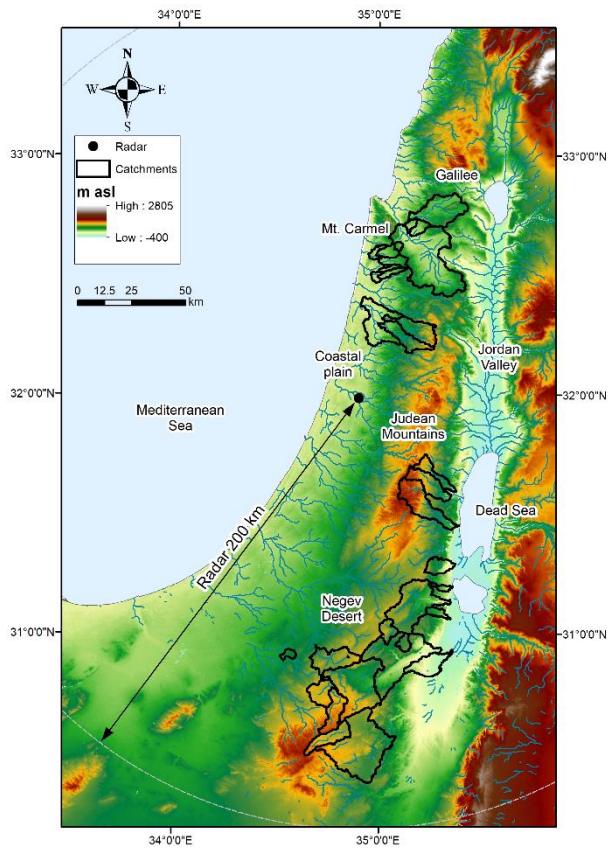 34°0'0"E
35°0'0"E
N
W
E
S
Radar
Catchments
m asl
High : 2805
Low : -400
0
12.5
25
50
km
33°0'0"N
33°0'0"N
Galilee
Mt. Carmel
Coastal
plain
Jordan
Valley
32°0'0"N
32°0'0"N
Mediterranean
Sea
Judean
Mountains
Dead Sea
Radar 200 km
Negev
Desert
31°0'0"N
31°0'0"N
34°0'0"E
35°0'0"E